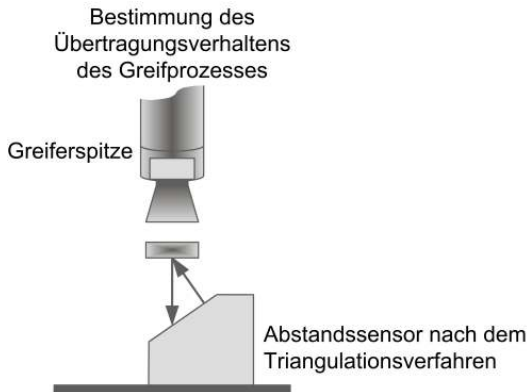 Bestimmung des
Übertragungsverhaltens
des Greifprozesses
Greiferspitze
Abstandssensor nach dem
Triangulationsverfahren